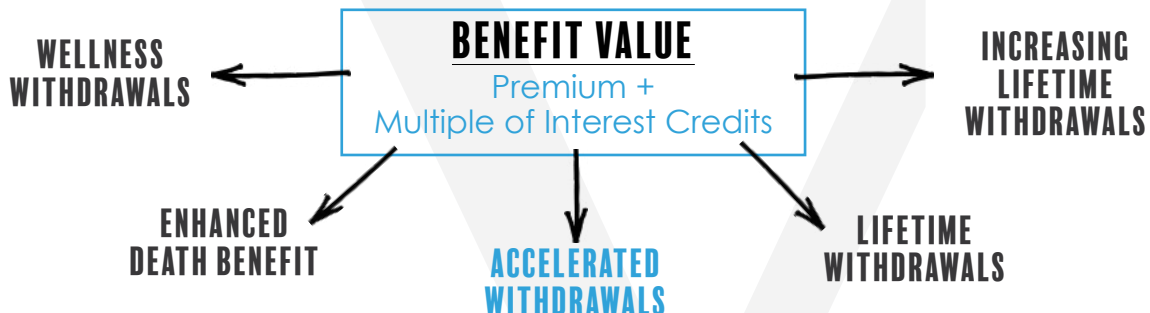 BENEFIT VALUE
Premium +
Multiple of Interest Credits
WELLNESS
WITHDRAWALS
INCREASING
LIFETIME
WITHDRAWALS
ENHANCED
DEATH BENEFIT
ACCELERATED
WITHDRAWALS
LIFETIME
WITHDRAWALS